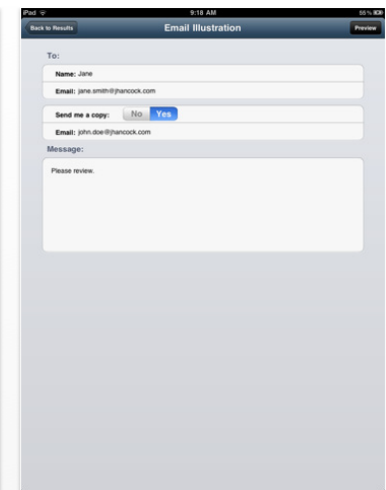 iPad 9:18 AM 55%
Back to Results Email Illustration Preview
To:
Name: Jane
Email: jane.smith@jhancock.com
Send me a copy: No Yes
Email: john.doe@jhancock.com
Message:
Please review.